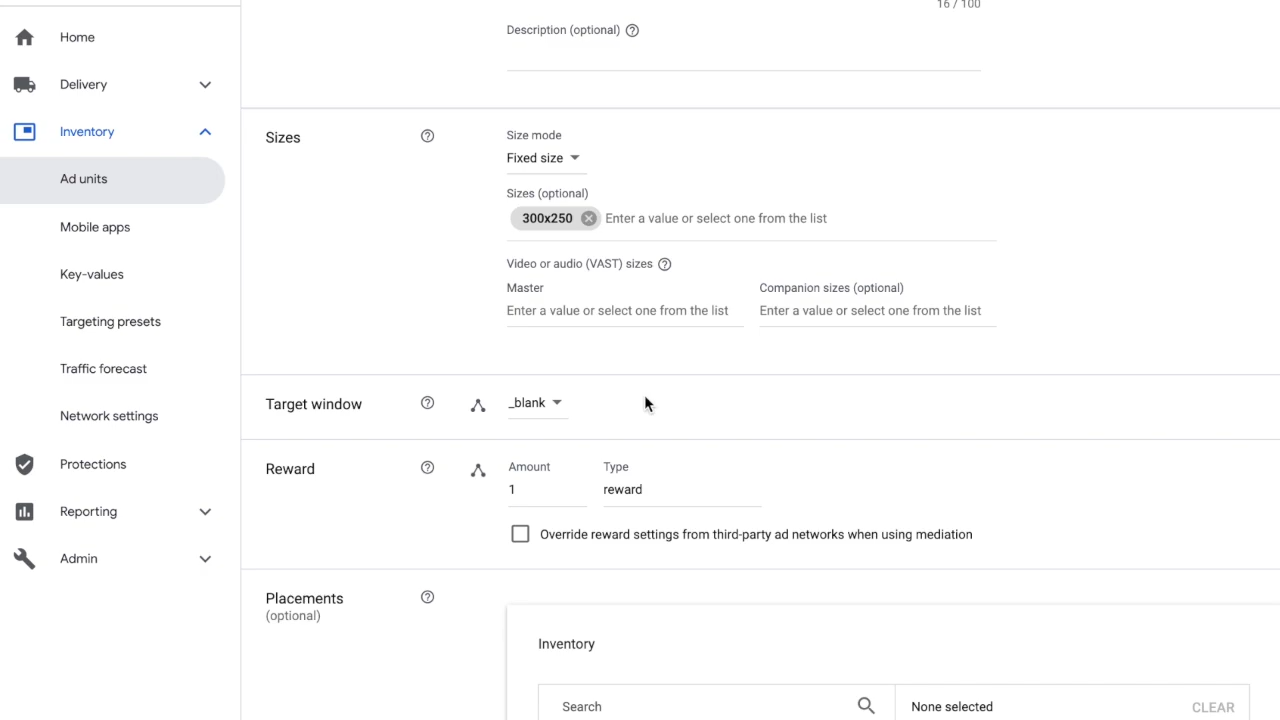 16 / 100
Home
Description (optional)
Delivery
Inventory
Sizes
Size mode
Fixed size
Ad units
Sizes (optional)
300x250 Enter a value or select one from the list
Mobile apps
Video or audio (VAST) sizes
Key-values
Master
Companion sizes (optional)
Enter a value or select one from the list
Enter a value or select one from the list
Targeting presets
Traffic forecast
Target window
_blank
Network settings
Protections
Reward
Amount
Type
1
reward
Reporting
Override reward settings from third-party ad networks when using mediation
Admin
Placements
(optional)
Inventory
Search
None selected
CLEAR